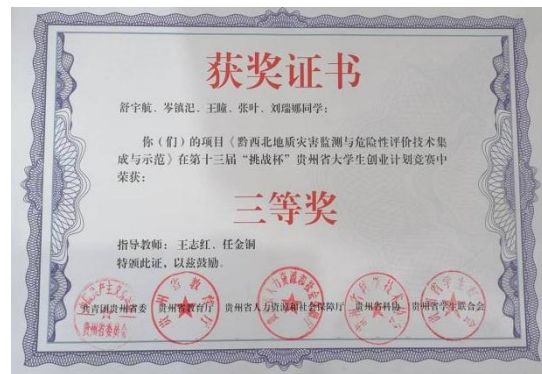 获奖证书
舒宇航、岑镇汜、王瞳、张叶、刘瑞娜同学：
你（们）的项目《黔西北地质灾害监测与危险性评价技术集
成与示范》在第十三届“挑战杯”贵州省大学生创业计划竞赛中
荣获：
三等奖
指导教师：王志红、任金铜
特颁此证，以兹鼓励。
共青团贵州省委 贵州省教育厅 贵州省人力资源和社会保障厅 贵州省科协 贵州省学生联合会